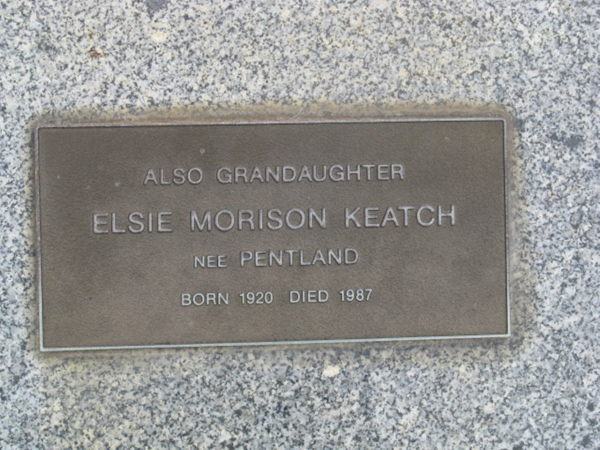 ALSO GRANDAUGHTER
ELSIE MORISON KEATCH
NEE PENTLAND
BORN 1920 DIED 1987